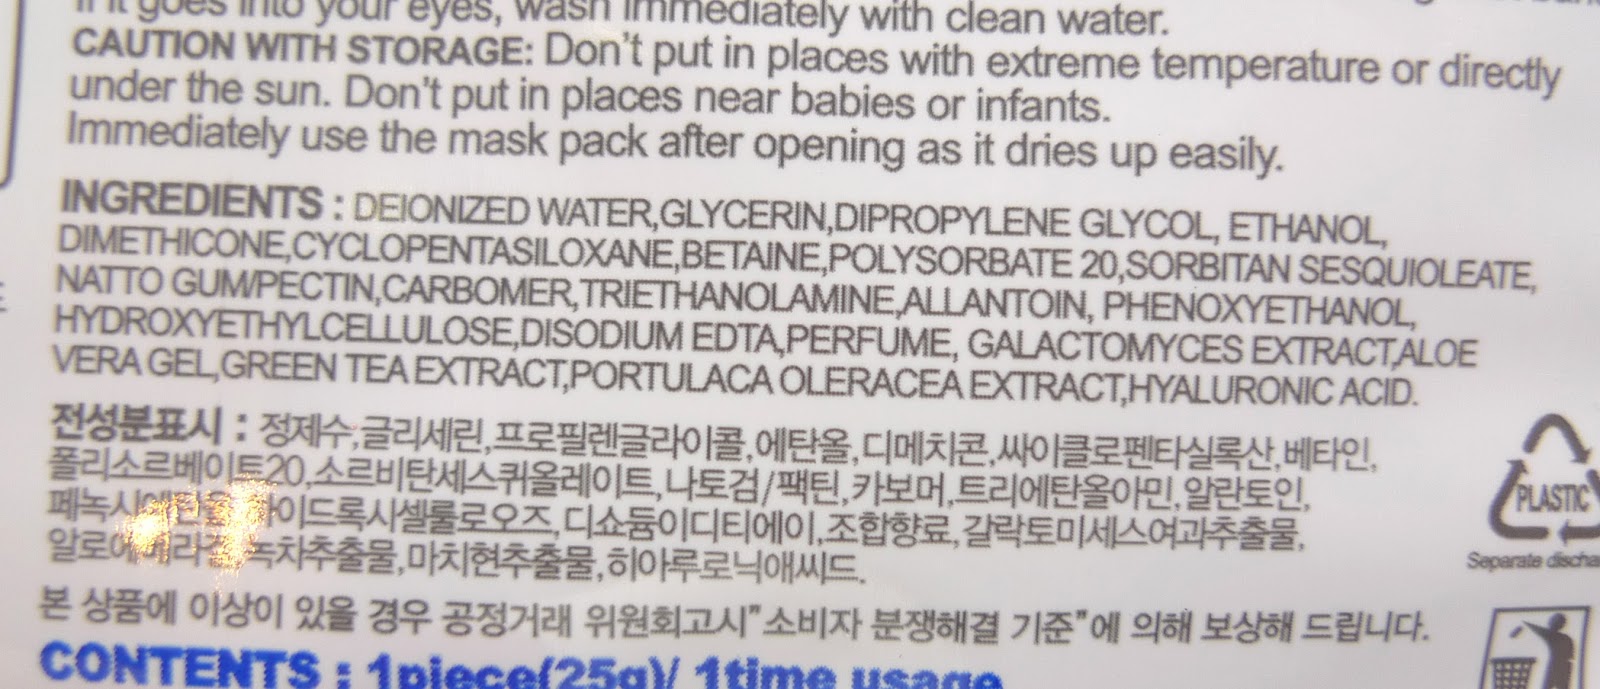 If it goes into your eyes, wash immediately with clean water.
CAUTION WITH STORAGE: Don't put in places with extreme temperature or directly
under the sun. Don't put in places near babies or infants.
Immediately use the mask pack after opening as it dries up easily.
INGREDIENTS : DEIONIZED WATER,GLYCERIN,DIPROPYLENE GLYCOL, ETHANOL,
DIMETHICONE,CYCLOPENTASILOXANE,BETAINE,POLYSORBATE 20,SORBITAN SESQUIOLEATE,
NATTO GUM/PECTIN,CARBOMER,TRIETHANOLAMINE,ALLANTOIN, PHENOXYETHANOL,
HYDROXYETHYLCELLULOSE,DISODIUM EDTA,PERFUME, GALACTOMYCES EXTRACT,ALOE
VERA GEL,GREEN TEA EXTRACT,PORTULACA OLERACEA EXTRACT,HYALURONIC ACID.
전성분표시 : 정제수,글리세린,프로필렌글라이콜,에탄올,디메치콘,싸이클로펜타실록산,베타인,
폴리소르베이트20,소르비탄세스퀴올레이트,나토검/팩틴,카보머,트리에탄올아민,알란토인,
디쇼듐이디티에이,조합향료,갈락토미세스여과추출물,
녹차추출물,마치현추출물,히아루로닉애씨드.
본 상품에 이상이 있을 경우 공정거래 위원회고시"소비자 분쟁해결 기준"에 의해 보상해 드립니다.
PLASTIC
Separate
CONTENTS : 1piece(25g)/ 1time usage